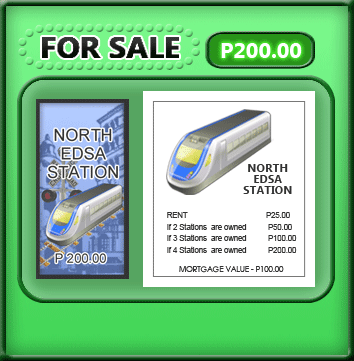 FOR SALE
P200.00
NORTH
EDSA
STATION
P 200.00
NORTH
EDSA
STATION
RENT P25.00
If 2 Stations are owned P50.00
If 3 Stations are owned P100.00
If 4 Stations are owned P200.00
MORTGAGE VALUE - P100.00